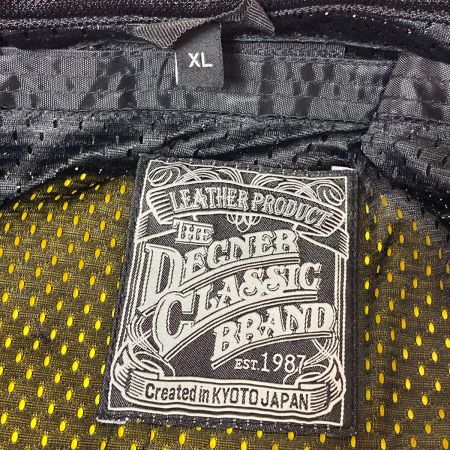 XL
LEATHER PRODUCT
THE
DEGNER
CLASSIC
BRAND
EST. 1987
Created in KYOTO JAPAN